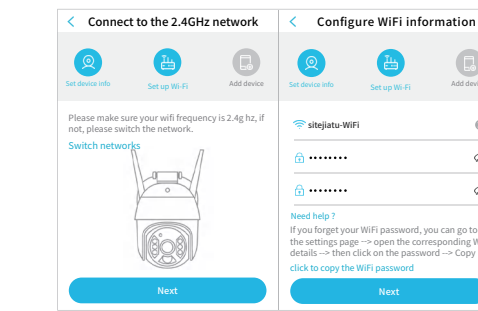 Connect to the 2.4GHz network
Set device info
Set up Wi-Fi
Add device
Please make sure your wifi frequency is 2.4g hz, if
not, please switch the network.
Switch networks
Next
Configure WiFi information
Set device info
Set up Wi-Fi
Add devi
sitejiatu-WiFi
••••••••
••••••••
Need help ?
If you forget your WiFi password, you can go to
the settings page --> open the corresponding W
details --> then click on the password --> Copy
click to copy the WiFi password
Next